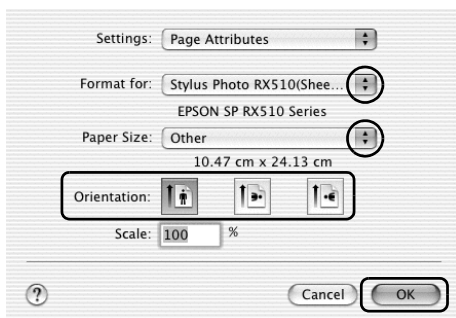 Settings: Page Attributes
Format for: Stylus Photo RX510(Shee...
EPSON SP RX510 Series
Paper Size: Other
10.47 cm x 24.13 cm
Orientation:
Scale: 100 %
? Cancel OK